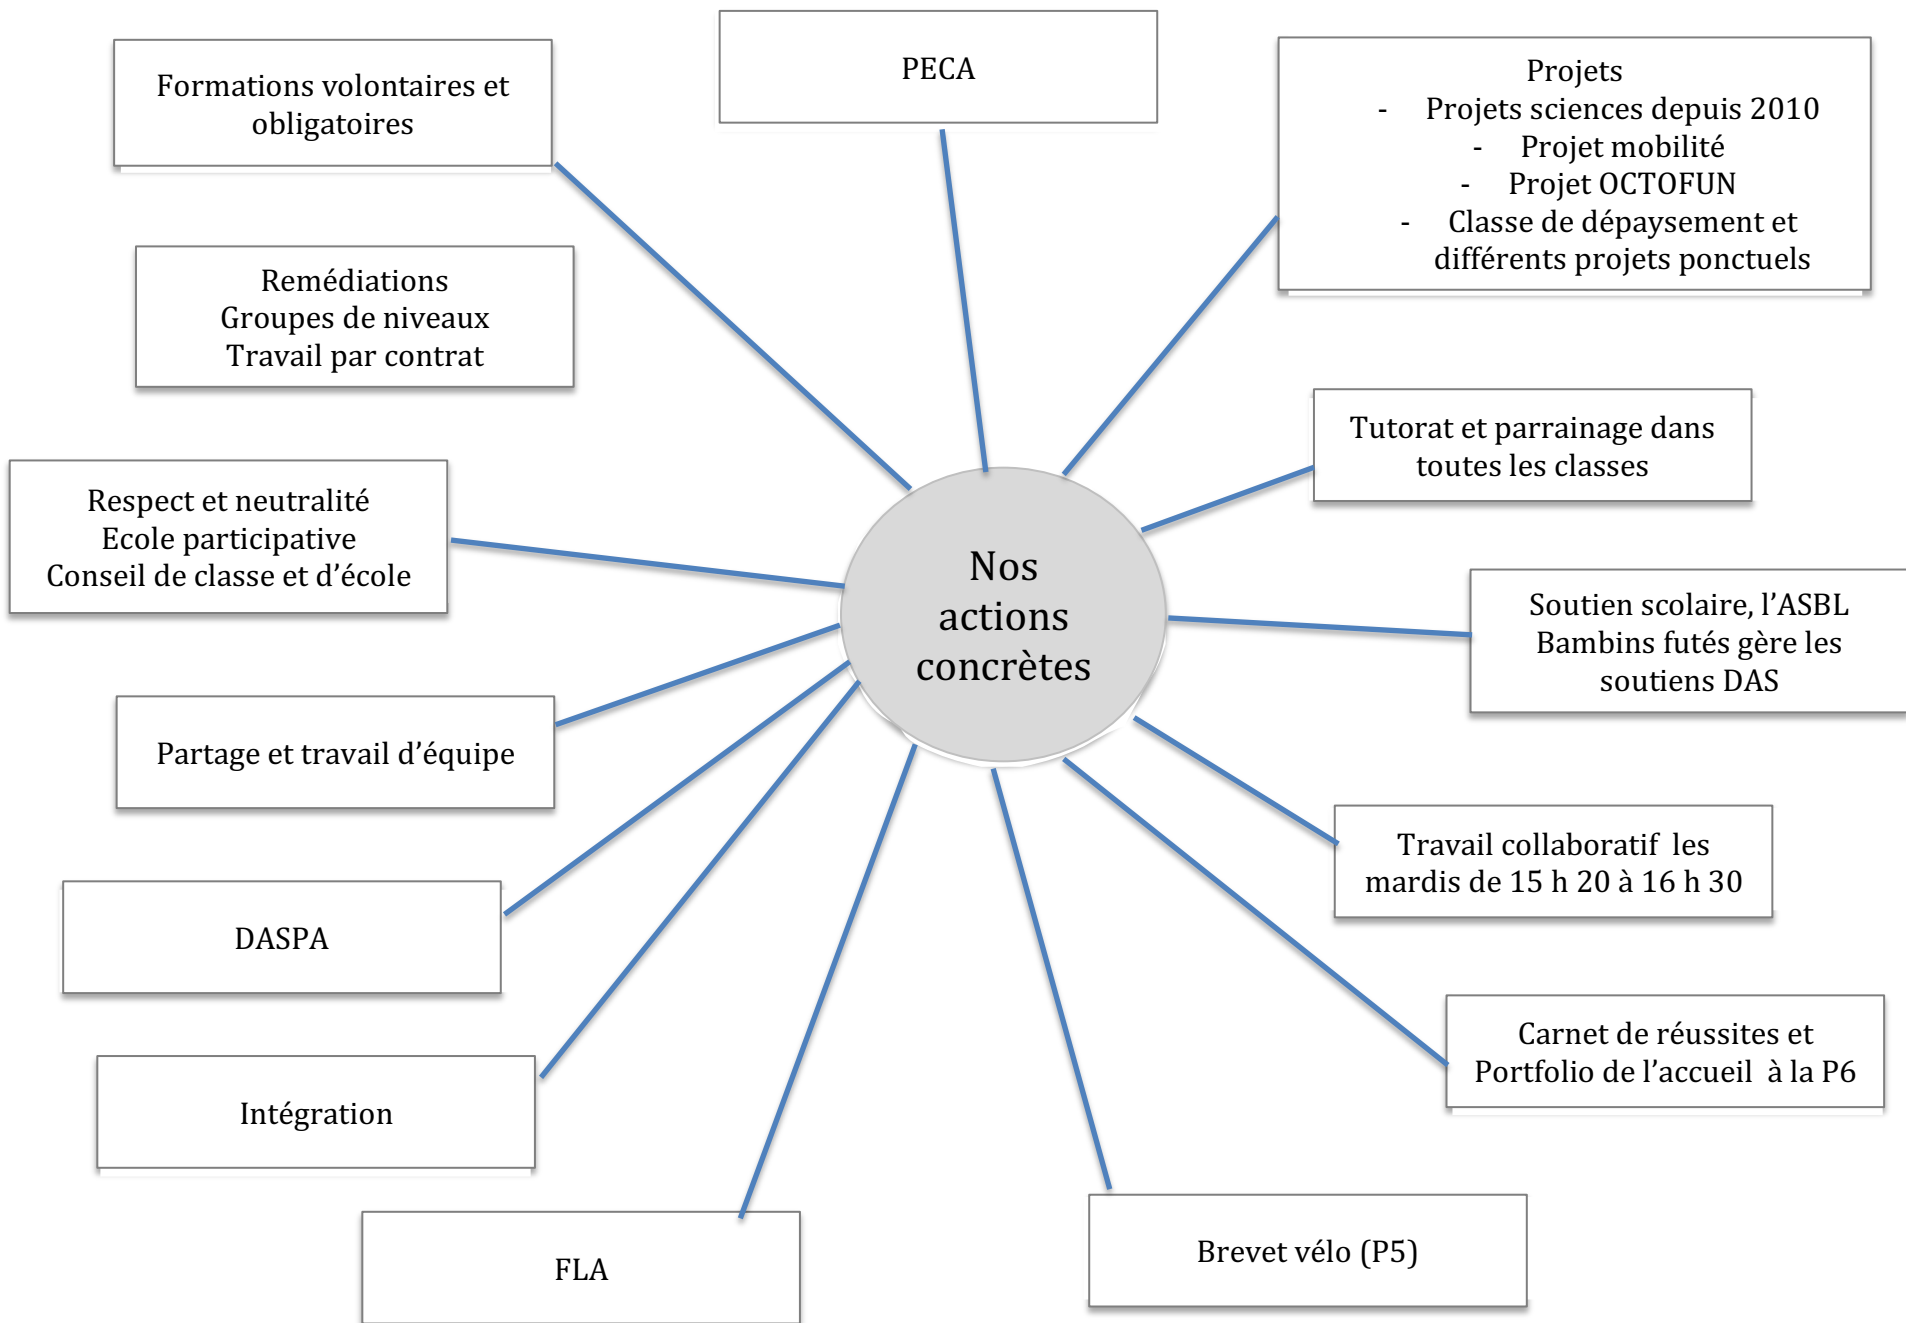 PECA
Formations volontaires et
obligatoires
Projets
- Projets sciences depuis 2010
- Projet mobilité
- Projet OCTOFUN
- Classe de dépaysement et
différents projets ponctuels
Remédiations
Groupes de niveaux
Travail par contrat
Tutorat et parrainage dans
toutes les classes
Respect et neutralité
Ecole participative
Conseil de classe et d’école
Nos
actions
concrètes
Soutien scolaire, l’ASBL
Bambins futés gère les
soutiens DAS
Partage et travail d’équipe
Travail collaboratif les
mardis de 15 h 20 à 16 h 30
DASPA
Carnet de réussites et
Portfolio de l’accueil à la P6
Intégration
Brevet vélo (P5)
FLA